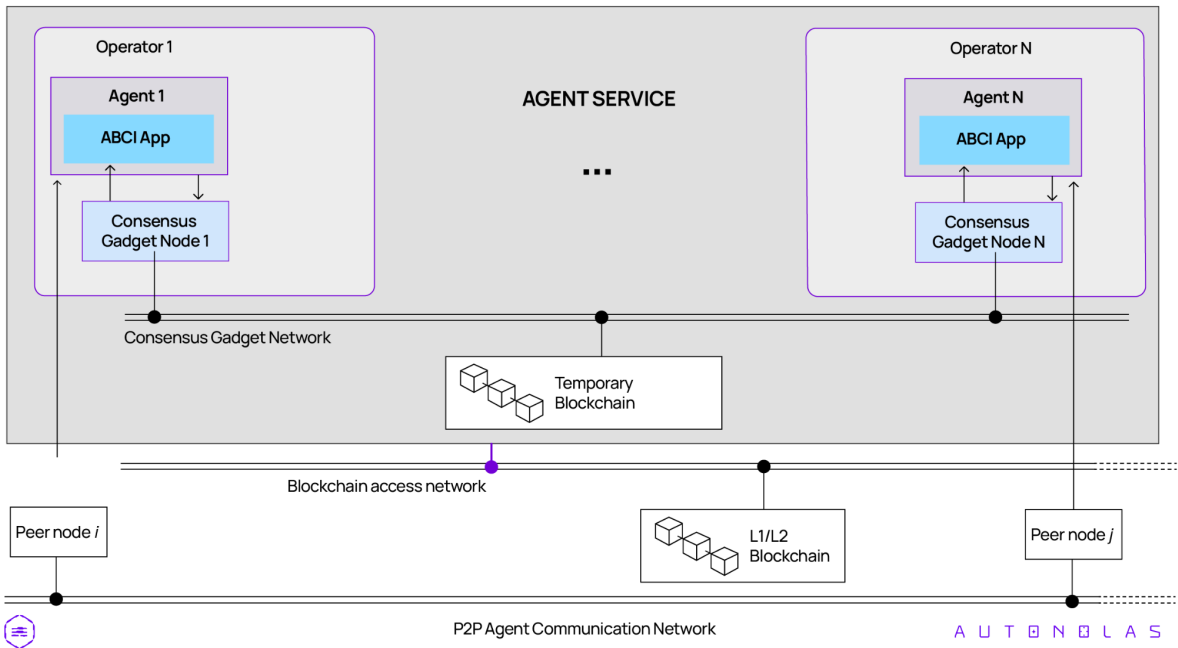 Operator 1
Operator N
Agent 1
ABCI App
AGENT SERVICE
...
Agent N
ABCI App
Consensus
Gadget Node 1
Consensus
Gadget Node N
Consensus Gadget Network
Temporary
Blockchain
Blockchain access network
Peer node i
L1/L2
Blockchain
Peer node j
P2P Agent Communication Network
AUTONOLAS